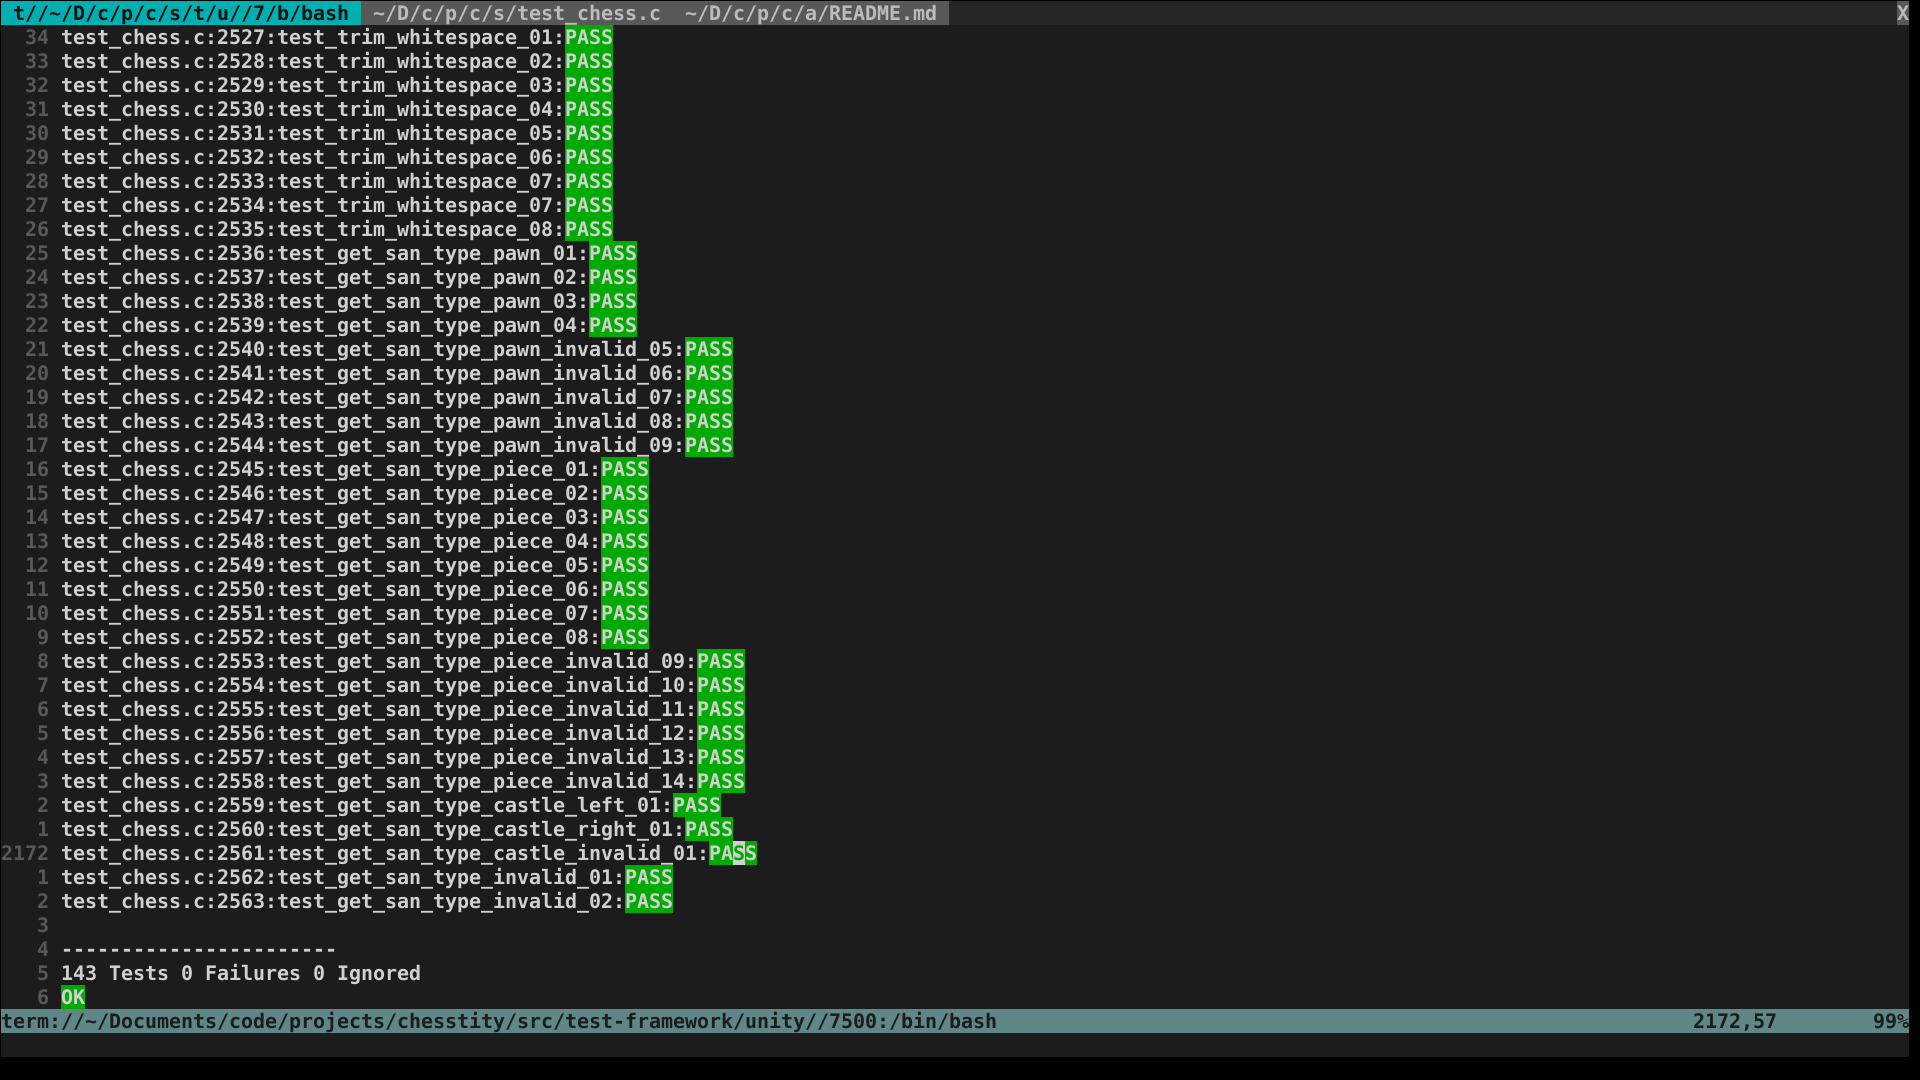 t//~/D/c/p/c/s/t/u//7/b/bash  ~/D/c/p/c/s/test_chess.c  ~/D/c/p/c/a/README.md  X
34 test_chess.c:2527:test_trim_whitespace_01:PASS
33 test_chess.c:2528:test_trim_whitespace_02:PASS
32 test_chess.c:2529:test_trim_whitespace_03:PASS
31 test_chess.c:2530:test_trim_whitespace_04:PASS
30 test_chess.c:2531:test_trim_whitespace_05:PASS
29 test_chess.c:2532:test_trim_whitespace_06:PASS
28 test_chess.c:2533:test_trim_whitespace_07:PASS
27 test_chess.c:2534:test_trim_whitespace_07:PASS
26 test_chess.c:2535:test_trim_whitespace_08:PASS
25 test_chess.c:2536:test_get_san_type_pawn_01:PASS
24 test_chess.c:2537:test_get_san_type_pawn_02:PASS
23 test_chess.c:2538:test_get_san_type_pawn_03:PASS
22 test_chess.c:2539:test_get_san_type_pawn_04:PASS
21 test_chess.c:2540:test_get_san_type_pawn_invalid_05:PASS
20 test_chess.c:2541:test_get_san_type_pawn_invalid_06:PASS
19 test_chess.c:2542:test_get_san_type_pawn_invalid_07:PASS
18 test_chess.c:2543:test_get_san_type_pawn_invalid_08:PASS
17 test_chess.c:2544:test_get_san_type_pawn_invalid_09:PASS
16 test_chess.c:2545:test_get_san_type_piece_01:PASS
15 test_chess.c:2546:test_get_san_type_piece_02:PASS
14 test_chess.c:2547:test_get_san_type_piece_03:PASS
13 test_chess.c:2548:test_get_san_type_piece_04:PASS
12 test_chess.c:2549:test_get_san_type_piece_05:PASS
11 test_chess.c:2550:test_get_san_type_piece_06:PASS
10 test_chess.c:2551:test_get_san_type_piece_07:PASS
9 test_chess.c:2552:test_get_san_type_piece_08:PASS
8 test_chess.c:2553:test_get_san_type_piece_invalid_09:PASS
7 test_chess.c:2554:test_get_san_type_piece_invalid_10:PASS
6 test_chess.c:2555:test_get_san_type_piece_invalid_11:PASS
5 test_chess.c:2556:test_get_san_type_piece_invalid_12:PASS
4 test_chess.c:2557:test_get_san_type_piece_invalid_13:PASS
3 test_chess.c:2558:test_get_san_type_piece_invalid_14:PASS
2 test_chess.c:2559:test_get_san_type_castle_left_01:PASS
1 test_chess.c:2560:test_get_san_type_castle_right_01:PASS
2172 test_chess.c:2561:test_get_san_type_castle_invalid_01:PASS
1 test_chess.c:2562:test_get_san_type_invalid_01:PASS
2 test_chess.c:2563:test_get_san_type_invalid_02:PASS
3
4 -----------------------
5 143 Tests 0 Failures 0 Ignored
6 OK
term://~/Documents/code/projects/chesstity/src/test-framework/unity//7500:/bin/bash 2172,57 99%